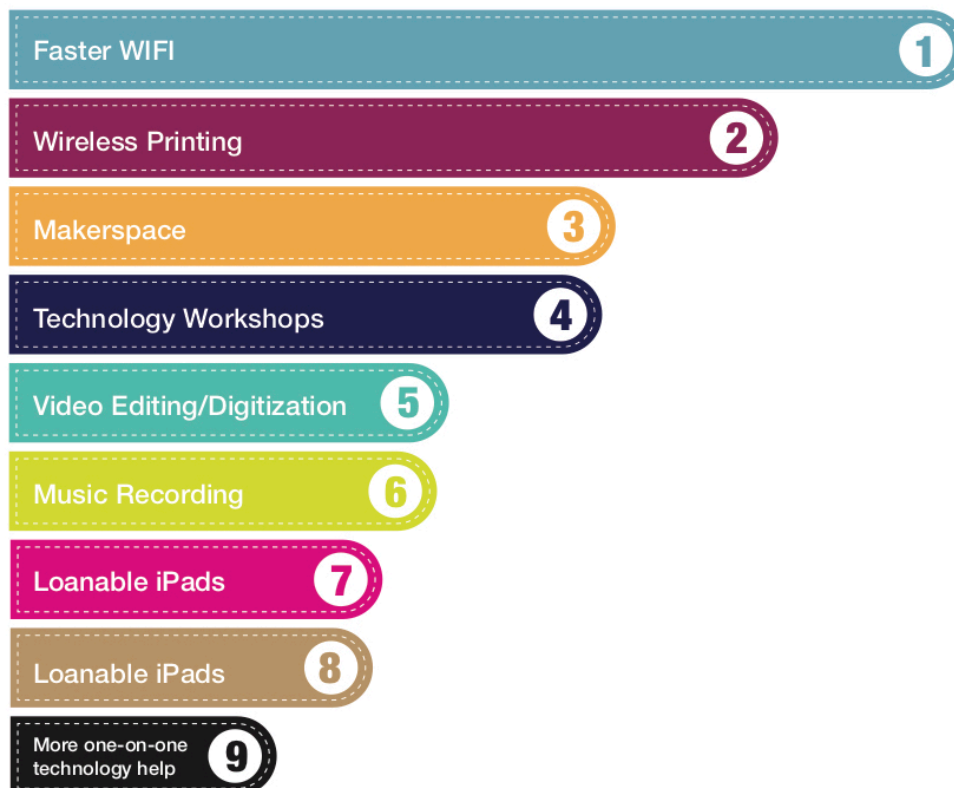 Faster WIFI 1
Wireless Printing 2
Makerspace 3
Technology Workshops 4
Video Editing/Digitization 5
Music Recording 6
Loanable iPads 7
Loanable iPads 8
More one-on-one
technology help 9